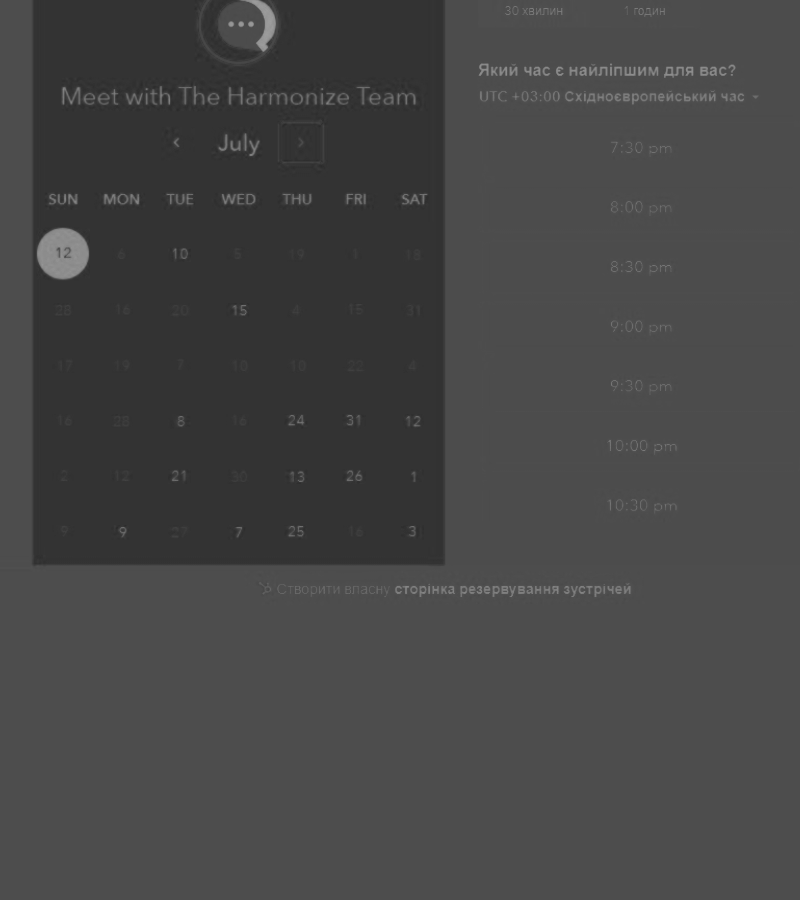 30 хвилин 1 годин
Meet with The Harmonize Team
July
SUN MON TUE WED THU FRI SAT
12 6 10 5 19 1 18
28 16 20 15 4 15 31
17 19 7 10 10 22 4
16 28 8 16 24 31 12
2 12 21 30 13 26 1
9 9 27 7 25 16 3
Який час є найліпшим для вас?
UTC +03:00 Східноєвропейський час
7:30 pm
8:00 pm
8:30 pm
9:00 pm
9:30 pm
10:00 pm
10:30 pm
Створити власну сторінка резервування зустрічей